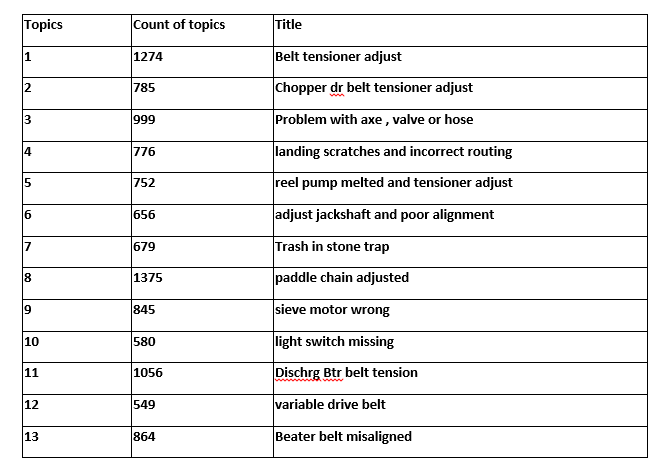 Topics Count of topics Title
1 1274 Belt tensioner adjust
2 785 Chopper dr belt tensioner adjust
3 999 Problem with axe , valve or hose
4 776 landing scratches and incorrect routing
5 752 reel pump melted and tensioner adjust
6 656 adjust jackshaft and poor alignment
7 679 Trash in stone trap
8 1375 paddle chain adjusted
9 845 sieve motor wrong
10 580 light switch missing
11 1056 Dischrg Btr belt tension
12 549 variable drive belt
13 864 Beater belt misaligned